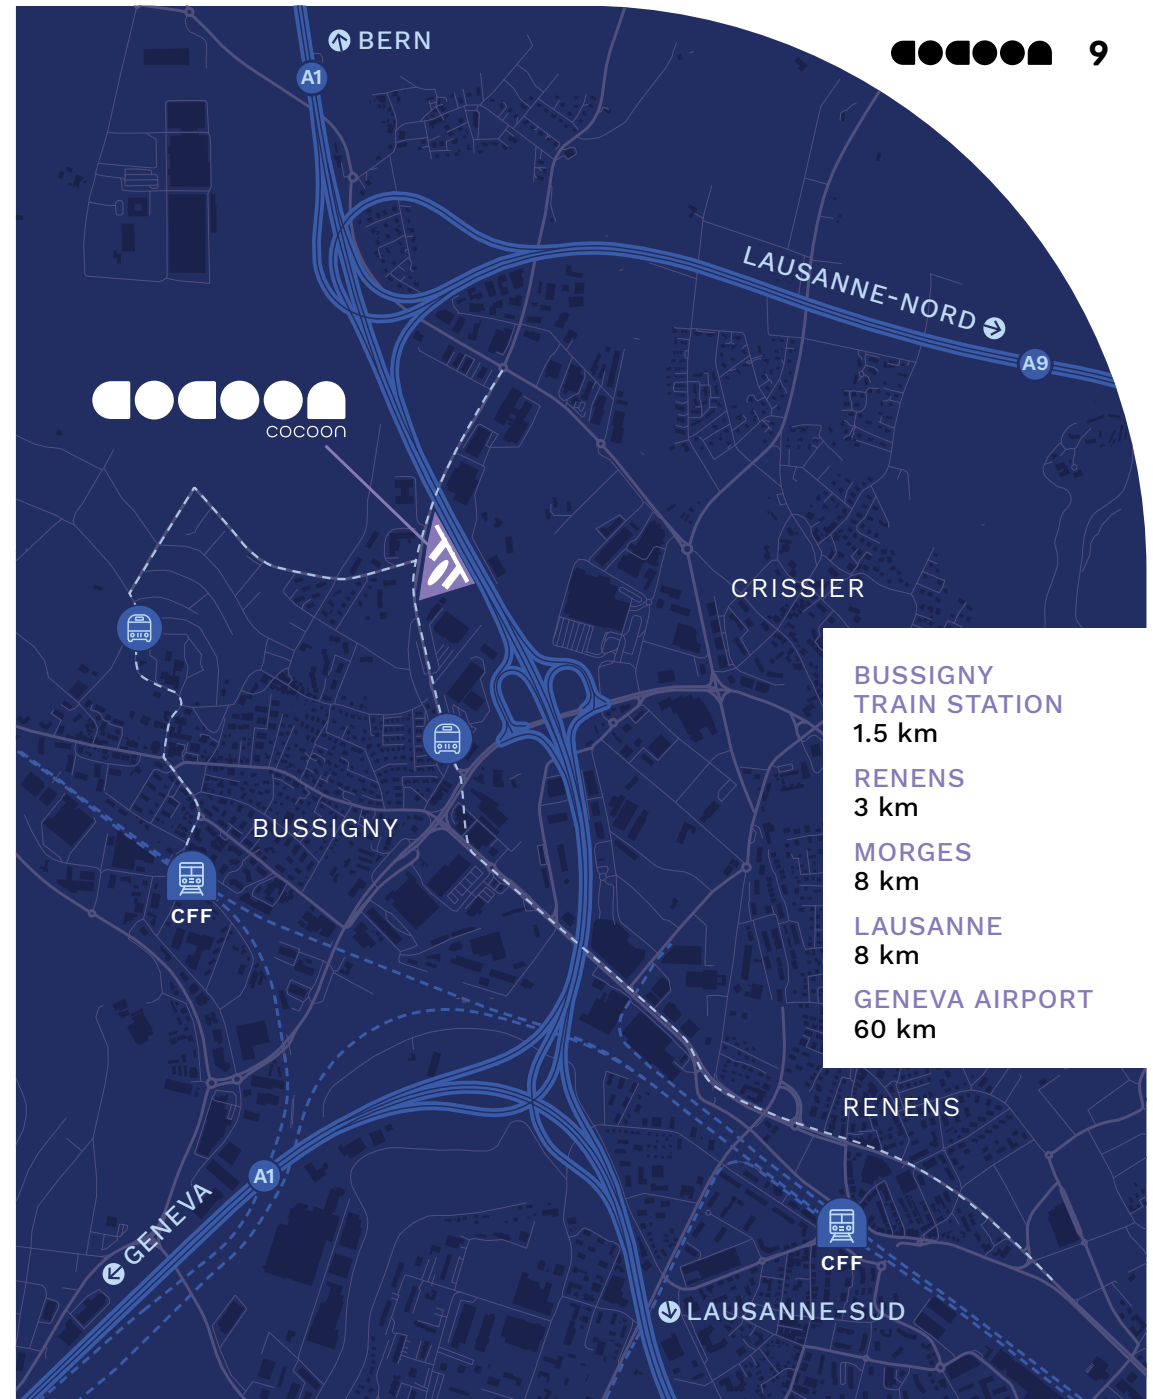 BERN
COCOON 9
A1
LAUSANNE-NORD
A9
COCOON
cocoon
CRISSIER
BUSSIGNY
TRAIN STATION
1.5 km
RENENS
3 km
MORGES
8 km
LAUSANNE
8 km
GENEVA AIRPORT
60 km
BUSSIGNY
CFF
RENENS
A1
GENEVA
CFF
LAUSANNE-SUD